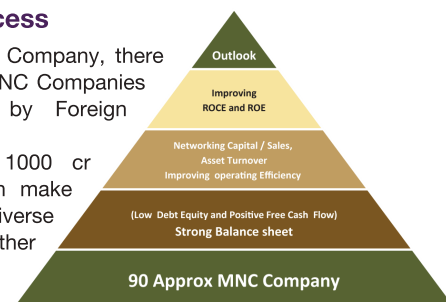 cess
Company, there
NC Companies
by Foreign
1000 cr
make
iverse
ther
Outlook
Improving
ROCE and ROE
Networking Capital / Sales,
Asset Turnover
Improving operating Efficiency
(Low Debt Equity and Positive Free Cash Flow)
Strong Balance sheet
90 Approx MNC Company